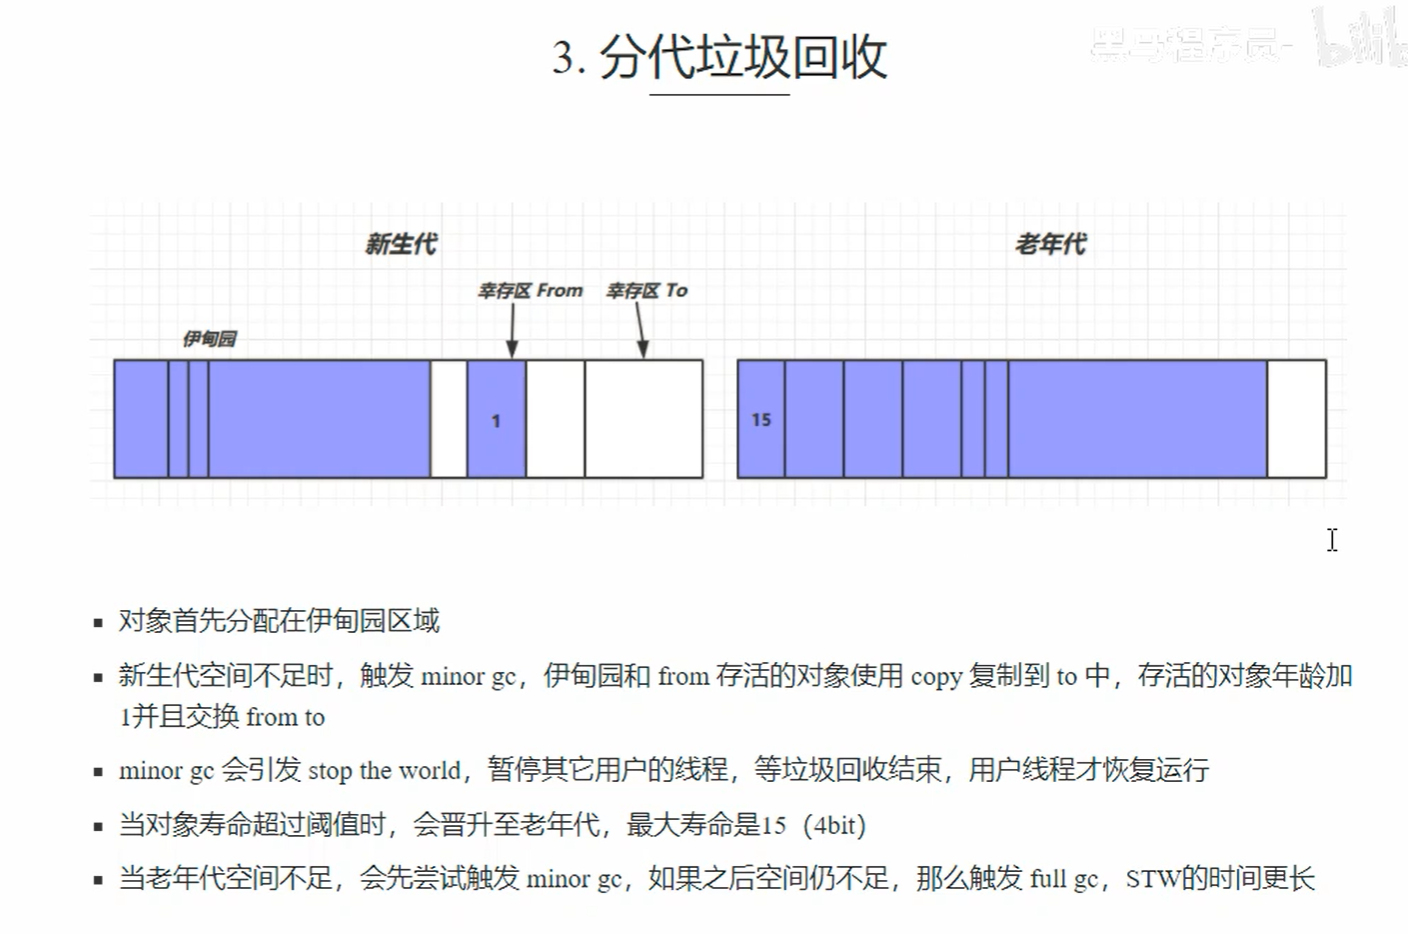 黑马程序员-
bilibili
3. 分代垃圾回收
新生代
老年代
幸存区 From
幸存区 To
伊甸园
1
15
对象首先分配在伊甸园区域
新生代空间不足时，触发 minor gc，伊甸园和 from 存活的对象使用 copy 复制到 to 中，存活的对象年龄加
1并且交换 from to
minor gc 会引发 stop the world，暂停其它用户的线程，等垃圾回收结束，用户线程才恢复运行
当对象寿命超过阈值时，会晋升至老年代，最大寿命是15（4bit）
当老年代空间不足，会先尝试触发 minor gc，如果之后空间仍不足，那么触发 full gc，STW的时间更长